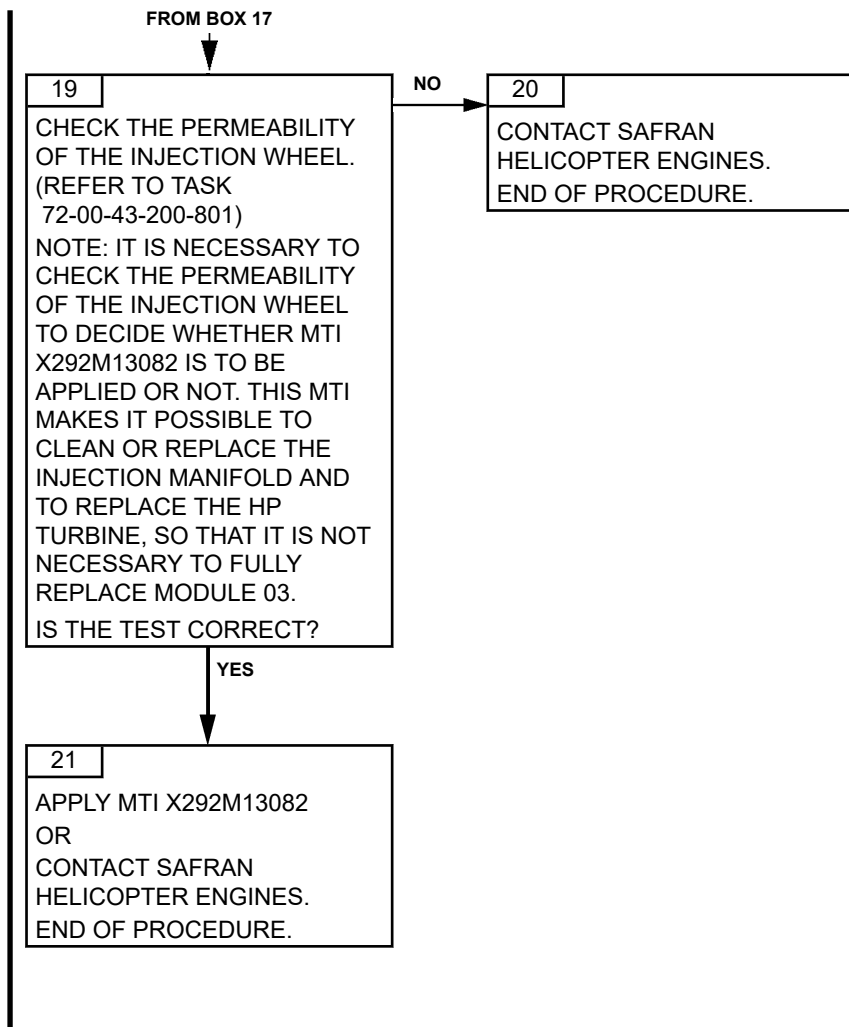 FROM BOX 17
19
CHECK THE PERMEABILITY
OF THE INJECTION WHEEL.
(REFER TO TASK
72-00-43-200-801)
NOTE: IT IS NECESSARY TO
CHECK THE PERMEABILITY
OF THE INJECTION WHEEL
TO DECIDE WHETHER MTI
X292M13082 IS TO BE
APPLIED OR NOT. THIS MTI
MAKES IT POSSIBLE TO
CLEAN OR REPLACE THE
INJECTION MANIFOLD AND
TO REPLACE THE HP
TURBINE, SO THAT IT IS NOT
NECESSARY TO FULLY
REPLACE MODULE 03.
IS THE TEST CORRECT?
NO
20
CONTACT SAFRAN
HELICOPTER ENGINES.
END OF PROCEDURE.
YES
21
APPLY MTI X292M13082
OR
CONTACT SAFRAN
HELICOPTER ENGINES.
END OF PROCEDURE.